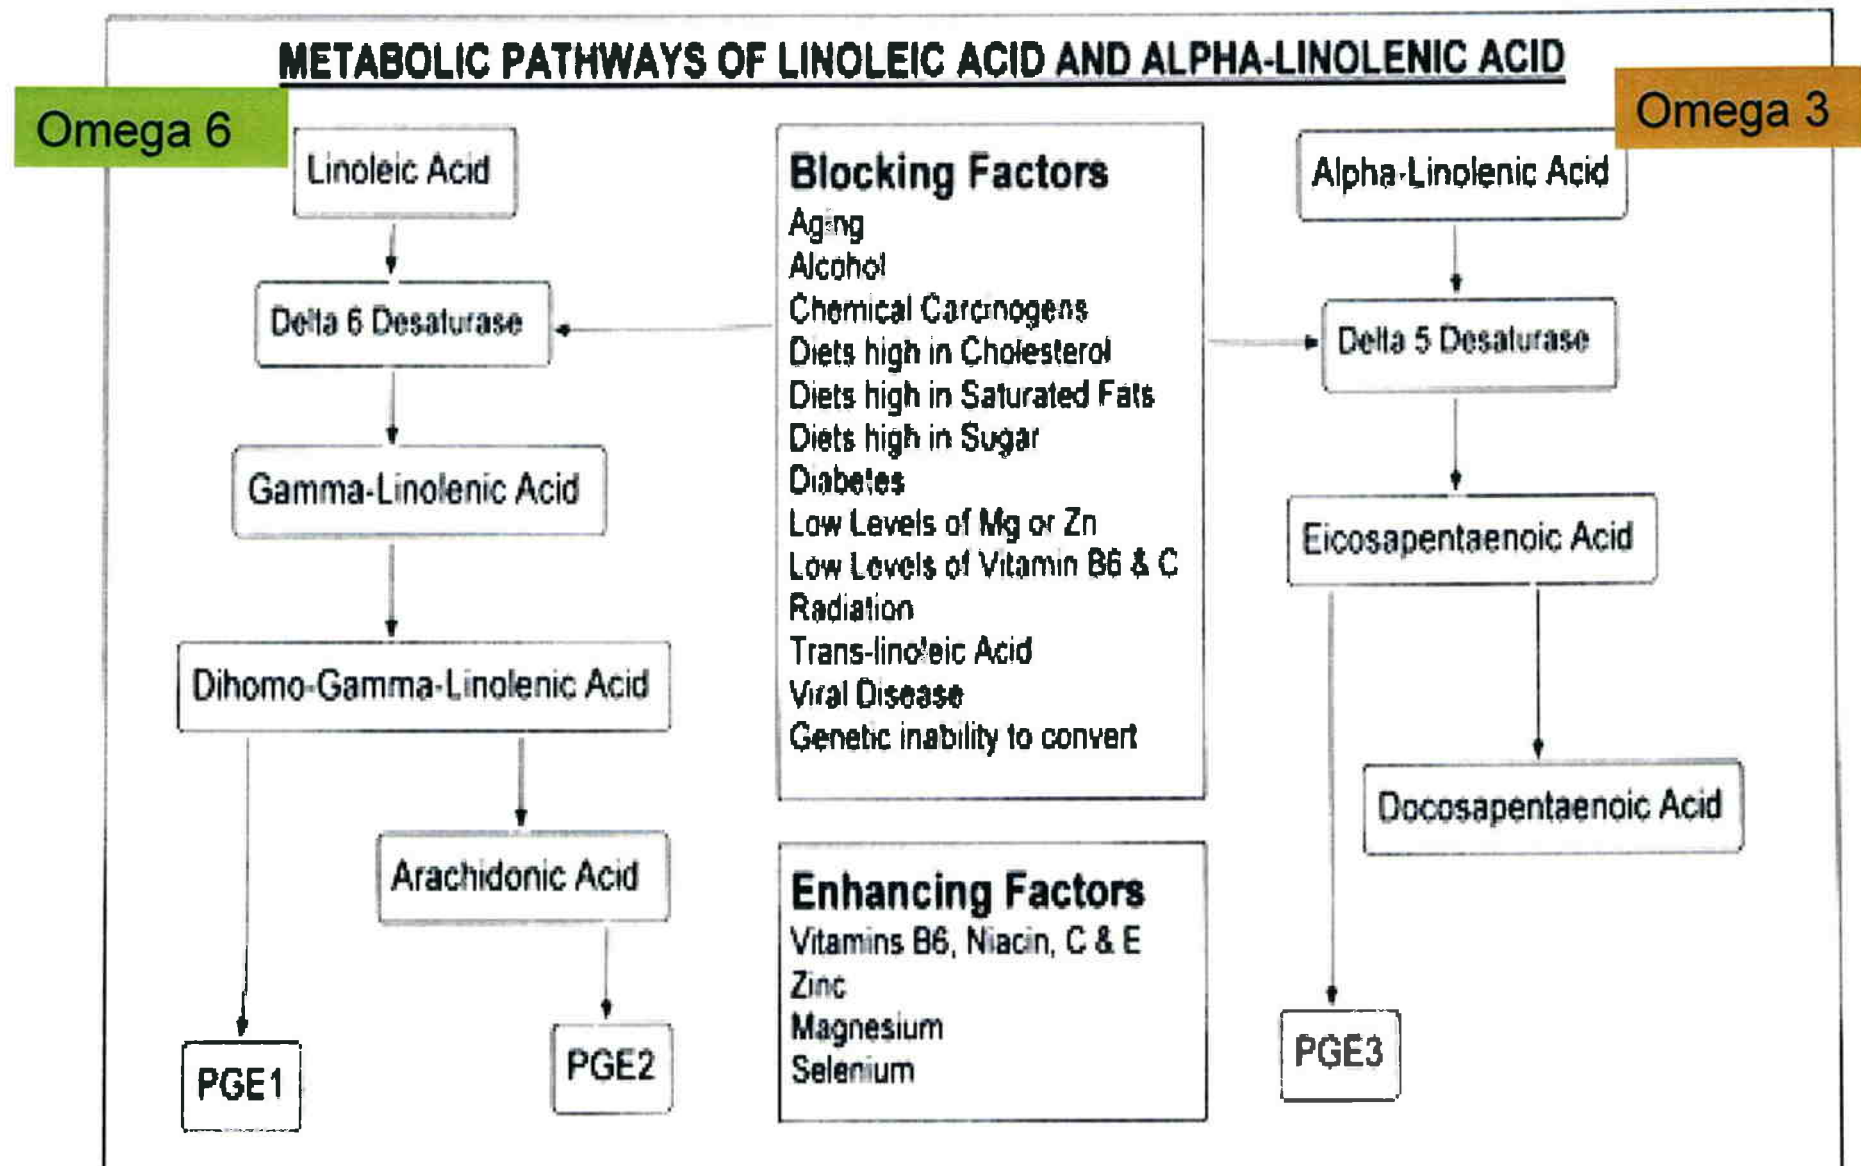 METABOLIC PATHWAYS OF LINOLEIC ACID AND ALPHA-LINOLENIC ACID
Omega 6
Omega 3
Linoleic Acid
Delta 6 Desaturase
Gamma-Linolenic Acid
Dihomo-Gamma-Linolenic Acid
Arachidonic Acid
PGE1
PGE2
Blocking Factors
Aging
Alcohol
Chemical Carcinogens
Diets high in Cholesterol
Diets high in Saturated Fats
Diets high in Sugar
Diabetes
Low Levels of Mg or Zn
Low Levels of Vitamin B6 & C
Radiation
Trans-linoleic Acid
Viral Disease
Genetic inability to convert
Enhancing Factors
Vitamins B6, Niacin, C & E
Zinc
Magnesium
Selenium
Alpha-Linolenic Acid
Delta 5 Desaturase
Eicosapentaenoic Acid
Docosapentaenoic Acid
PGE3